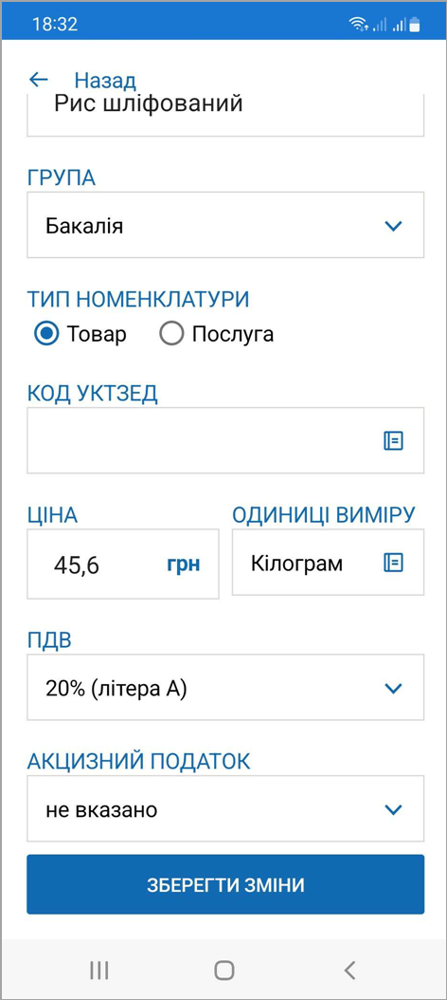 18:32
Назад
Рис шліфований
ГРУПА
Бакалія
ТИП НОМЕНКЛАТУРИ
Товар Послуга
КОД УКТЗЕД
ЦІНА ОДИНИЦІ ВИМІРУ
45,6 грн Кілограм
ПДВ
20% (літера А)
АКЦИЗНИЙ ПОДАТОК
не вказано
ЗБЕРЕГТИ ЗМІНИ